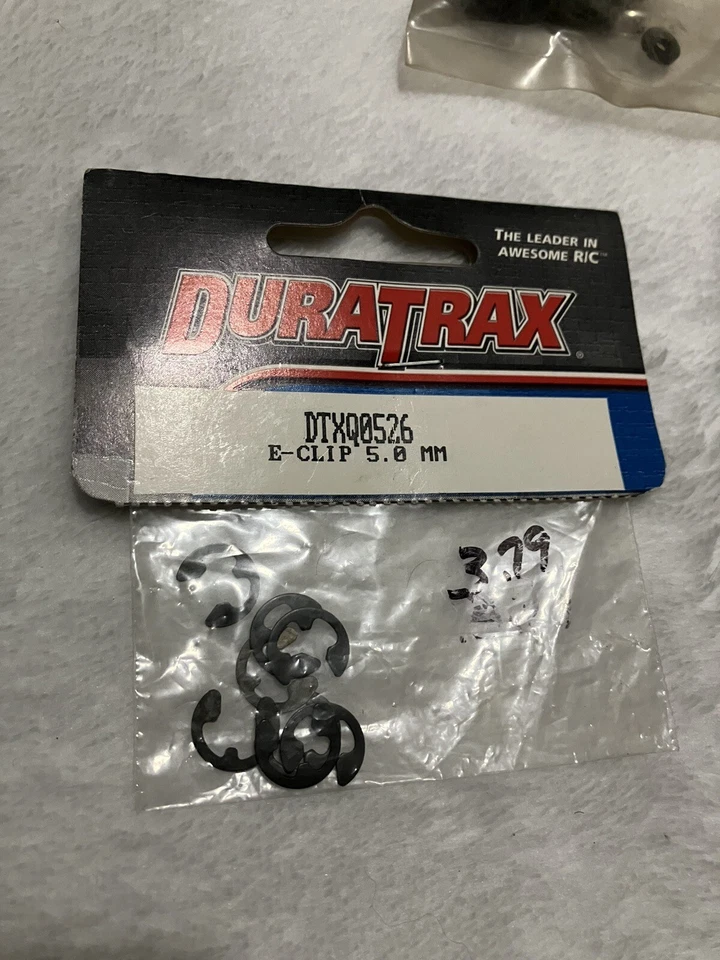 THE LEADER IN
AWESOME R/C™
DURATRAX®
DTXQ0526
E-CLIP 5.0 MM
3.79